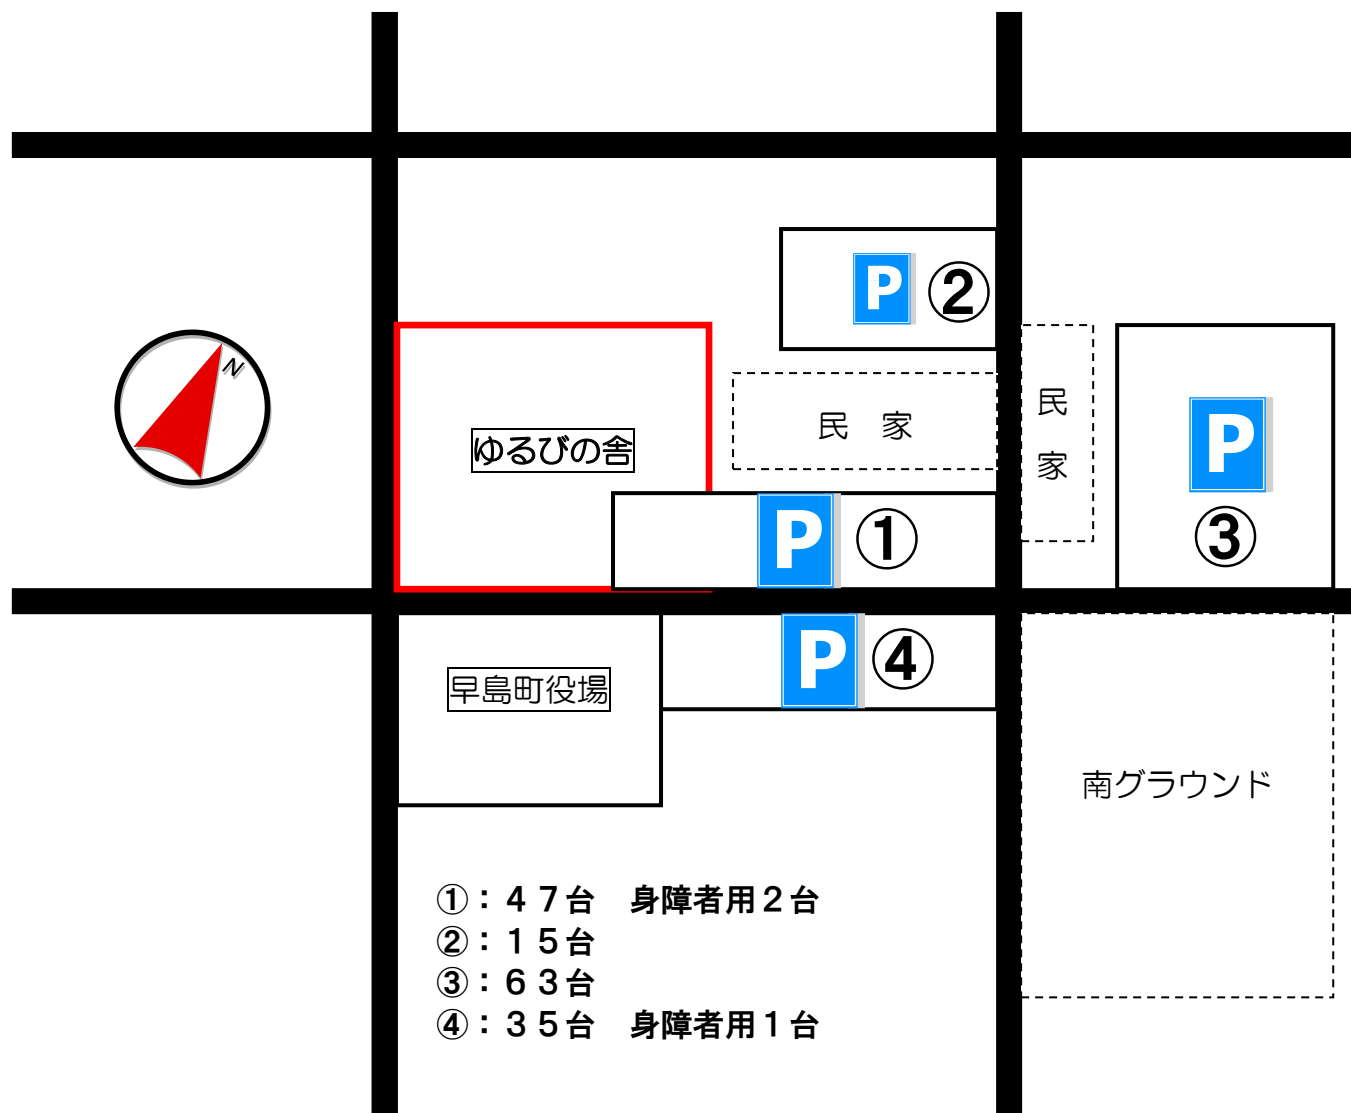 P ②
N
民
家
民　家
P
③
ゆるびの舎
P ①
P ④
早島町役場
南グラウンド
①：４７台　身障者用２台
②：１５台
③：６３台
④：３５台　身障者用１台